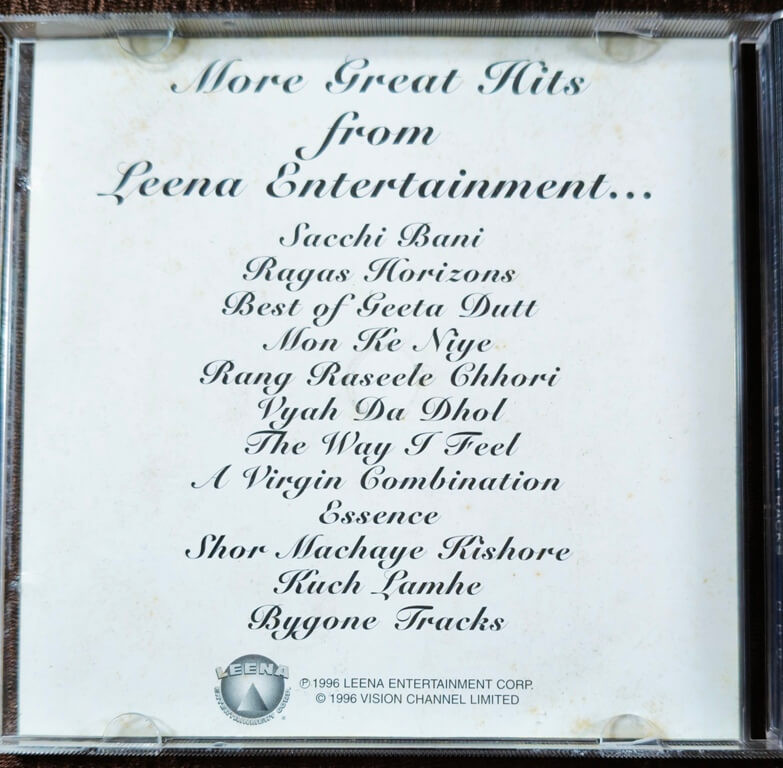 More Great Hits
from
Leena Entertainment...
Sacchi Bani
Ragas Horizons
Best of Geeta Dutt
Mon Ke Niye
Rang Raseele Chhori
Vyah Da Dhol
The Way I Feel
A Virgin Combination
Essence
Shor Machaye Kishore
Kuch Lamhe
Bygone Tracks
LEENA
ENTERTAINMENT CORP.
℗ 1996 LEENA ENTERTAINMENT CORP.
© 1996 VISION CHANNEL LIMITED